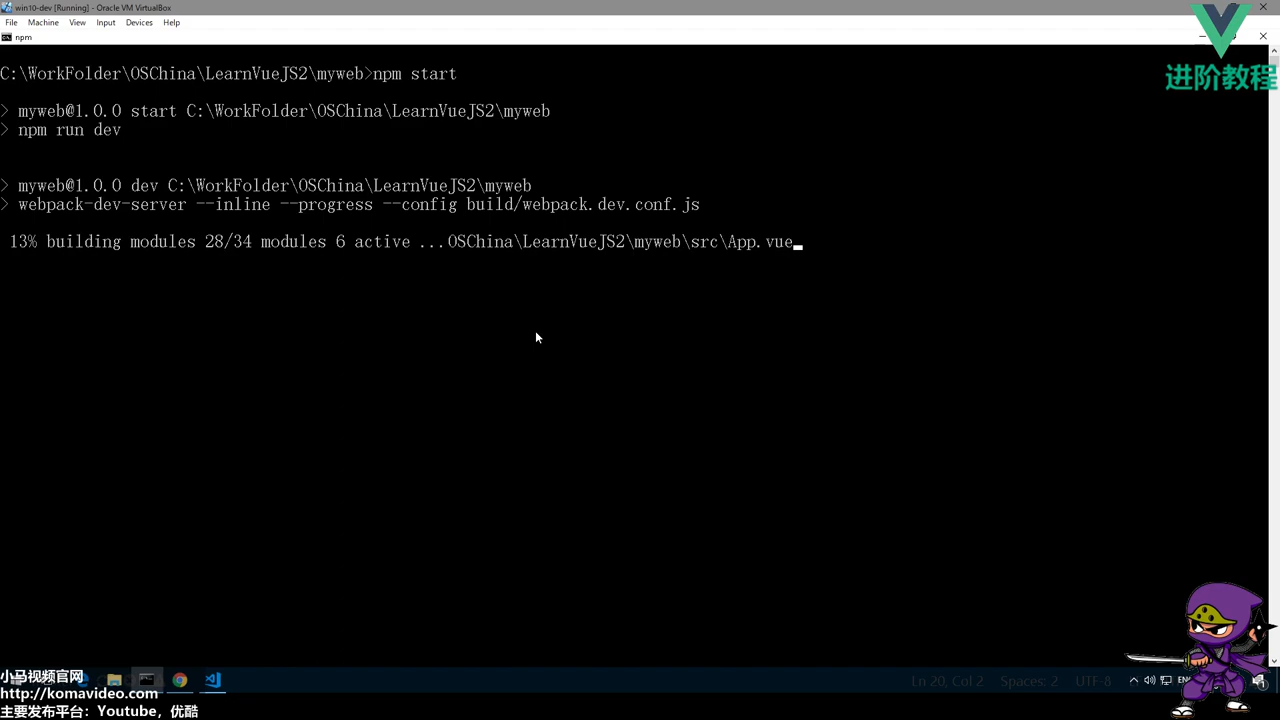 win10-dev [Running] - Oracle VM VirtualBox
File Machine View Input Devices Help
npm
进阶教程
C:\WorkFolder\OSChina\LearnVueJS2\myweb>npm start
> myweb@1.0.0 start C:\WorkFolder\OSChina\LearnVueJS2\myweb
> npm run dev
> myweb@1.0.0 dev C:\WorkFolder\OSChina\LearnVueJS2\myweb
> webpack-dev-server --inline --progress --config build/webpack.dev.conf.js
13% building modules 28/34 modules 6 active ...OSChina\LearnVueJS2\myweb\src\App.vue
小马视频官网
http://komavideo.com
主要发布平台：Youtube，优酷
Ln 20, Col 2 Spaces: 2 UTF-8